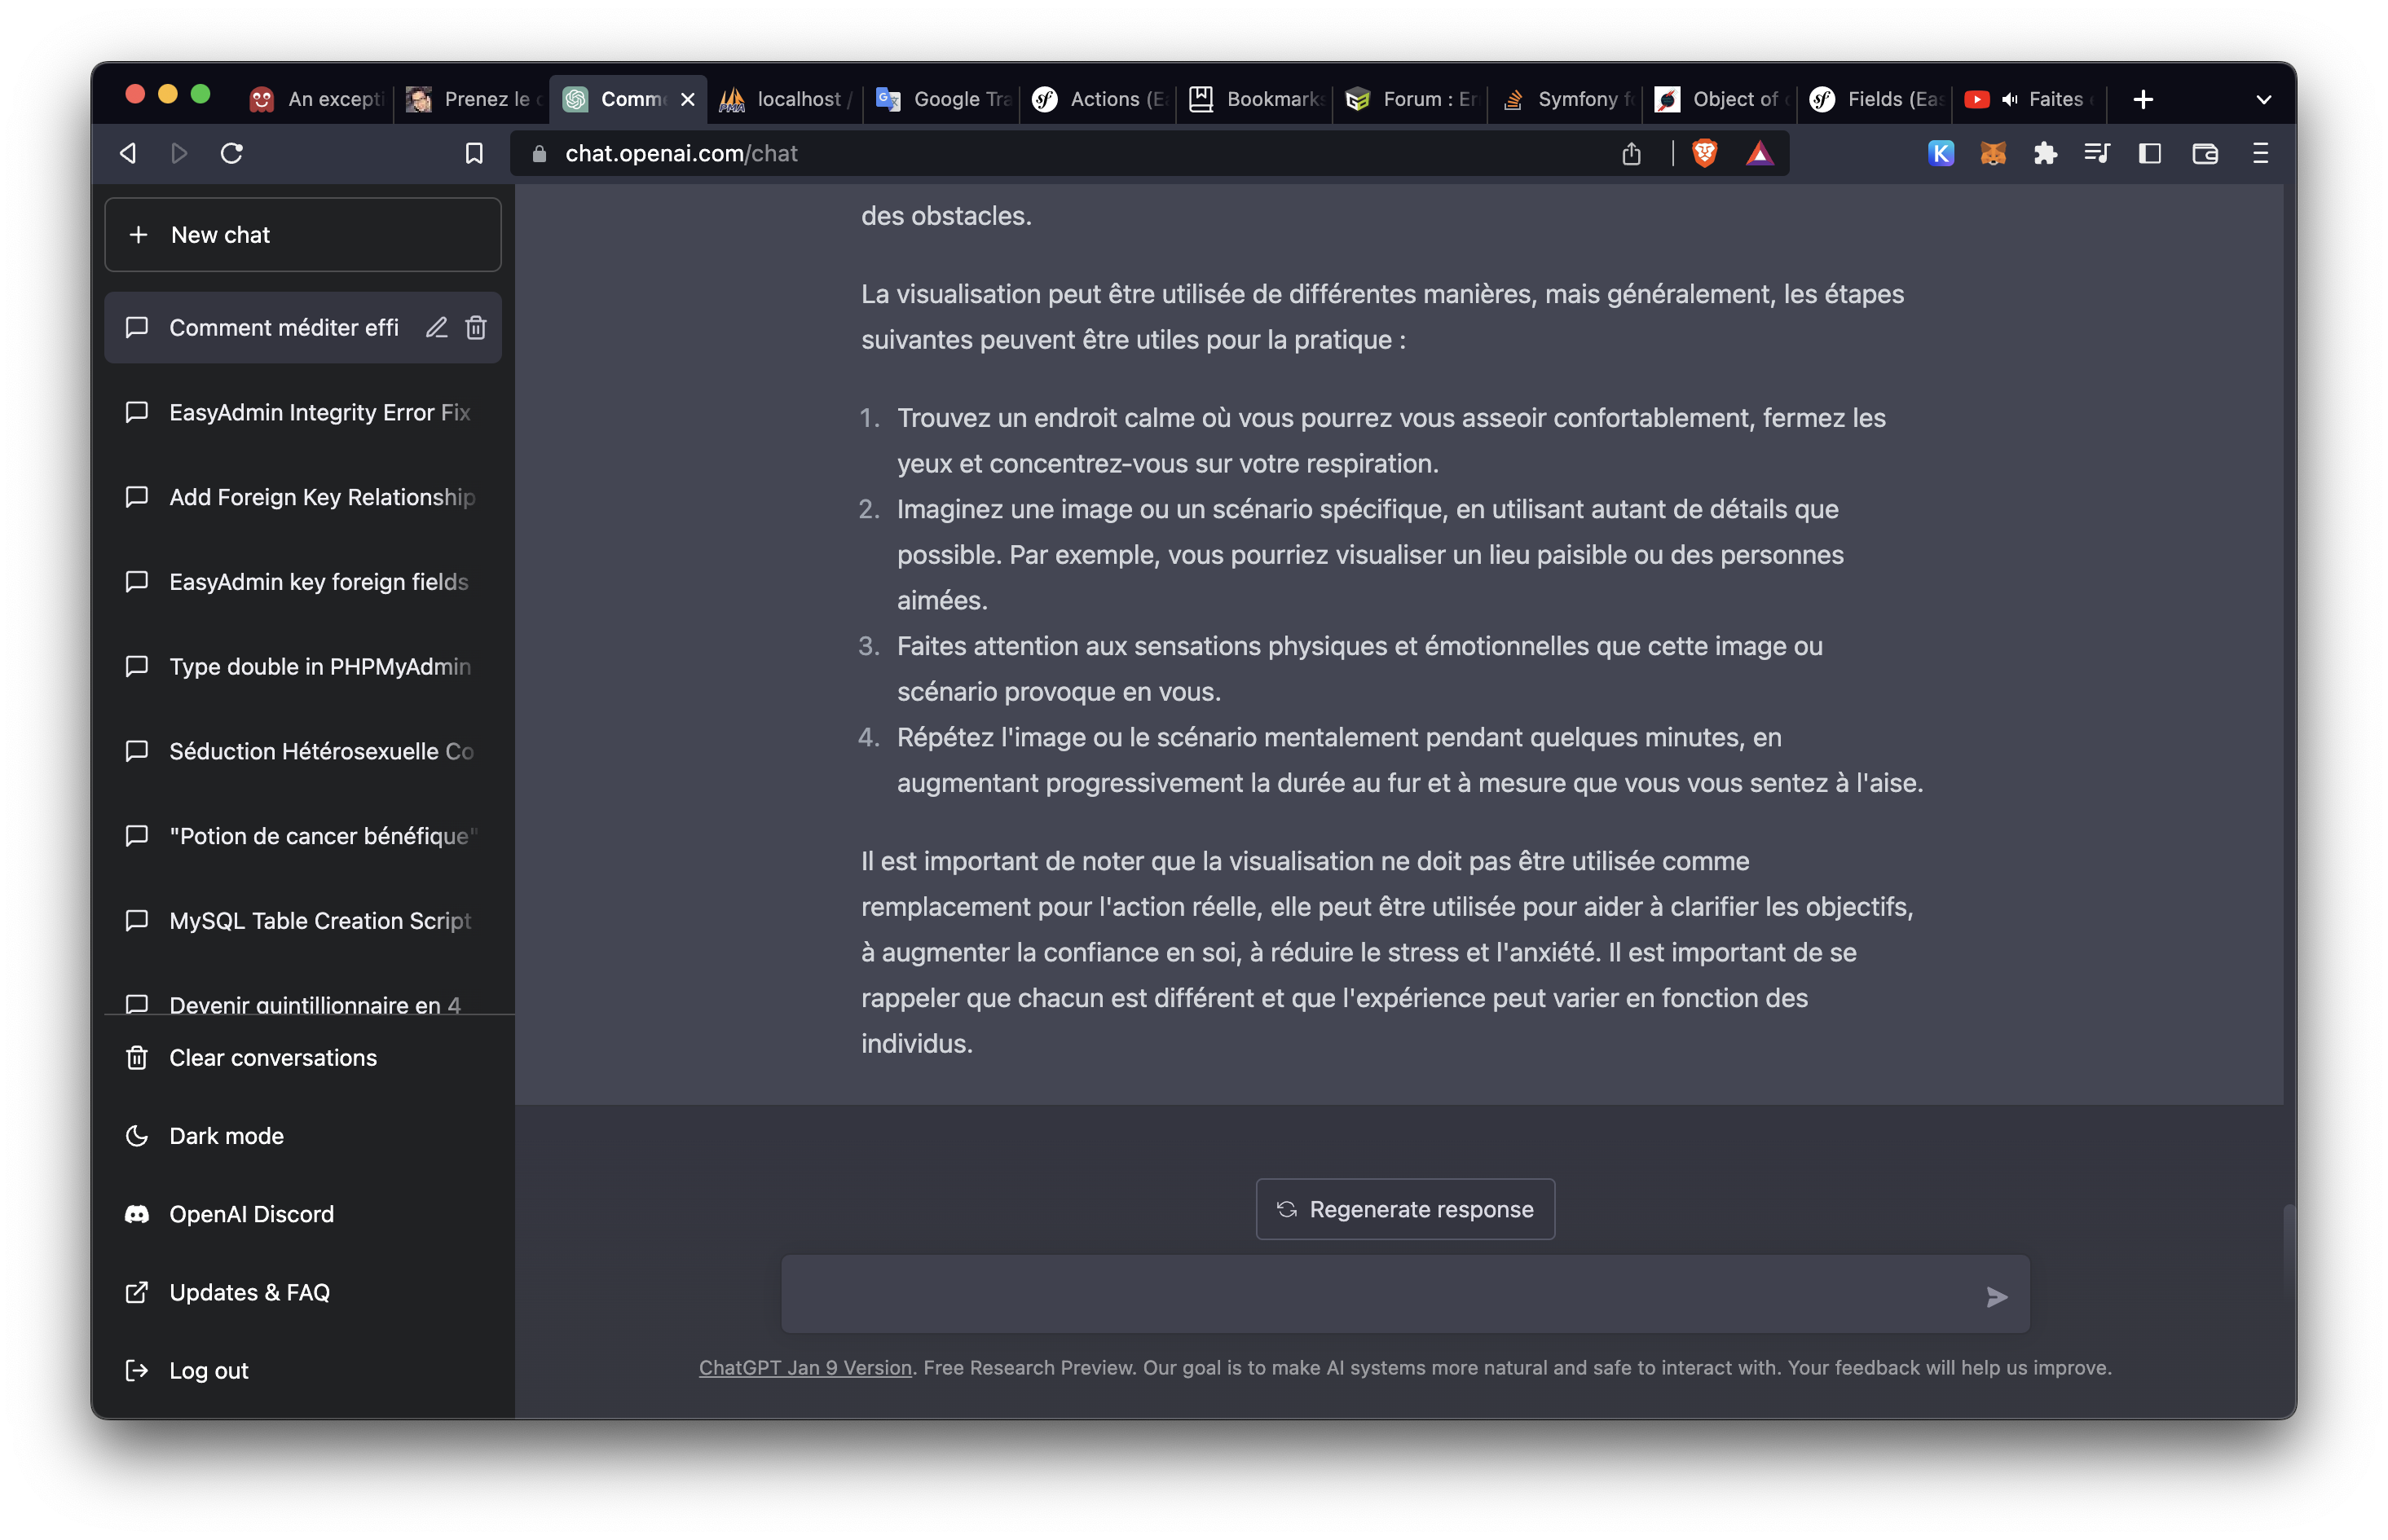 An excepti
Prenez le c
Comme
localhost /
Google Tra
Actions (Ea
Bookmarks
Forum : Er
Symfony fo
Object of c
Fields (Eas
Faites
chat.openai.com/chat
New chat
Comment méditer effi
EasyAdmin Integrity Error Fix
Add Foreign Key Relationship
EasyAdmin key foreign fields
Type double in PHPMyAdmin
Séduction Hétérosexuelle Co
"Potion de cancer bénéfique"
MySQL Table Creation Script
Devenir quintillionnaire en 4
Clear conversations
Dark mode
OpenAI Discord
Updates & FAQ
Log out
des obstacles.
La visualisation peut être utilisée de différentes manières, mais généralement, les étapes
suivantes peuvent être utiles pour la pratique :
1. Trouvez un endroit calme où vous pourrez vous asseoir confortablement, fermez les
yeux et concentrez-vous sur votre respiration.
2. Imaginez une image ou un scénario spécifique, en utilisant autant de détails que
possible. Par exemple, vous pourriez visualiser un lieu paisible ou des personnes
aimées.
3. Faites attention aux sensations physiques et émotionnelles que cette image ou
scénario provoque en vous.
4. Répétez l'image ou le scénario mentalement pendant quelques minutes, en
augmentant progressivement la durée au fur et à mesure que vous vous sentez à l'aise.
Il est important de noter que la visualisation ne doit pas être utilisée comme
remplacement pour l'action réelle, elle peut être utilisée pour aider à clarifier les objectifs,
à augmenter la confiance en soi, à réduire le stress et l'anxiété. Il est important de se
rappeler que chacun est différent et que l'expérience peut varier en fonction des
individus.
Regenerate response
ChatGPT Jan 9 Version. Free Research Preview. Our goal is to make AI systems more natural and safe to interact with. Your feedback will help us improve.